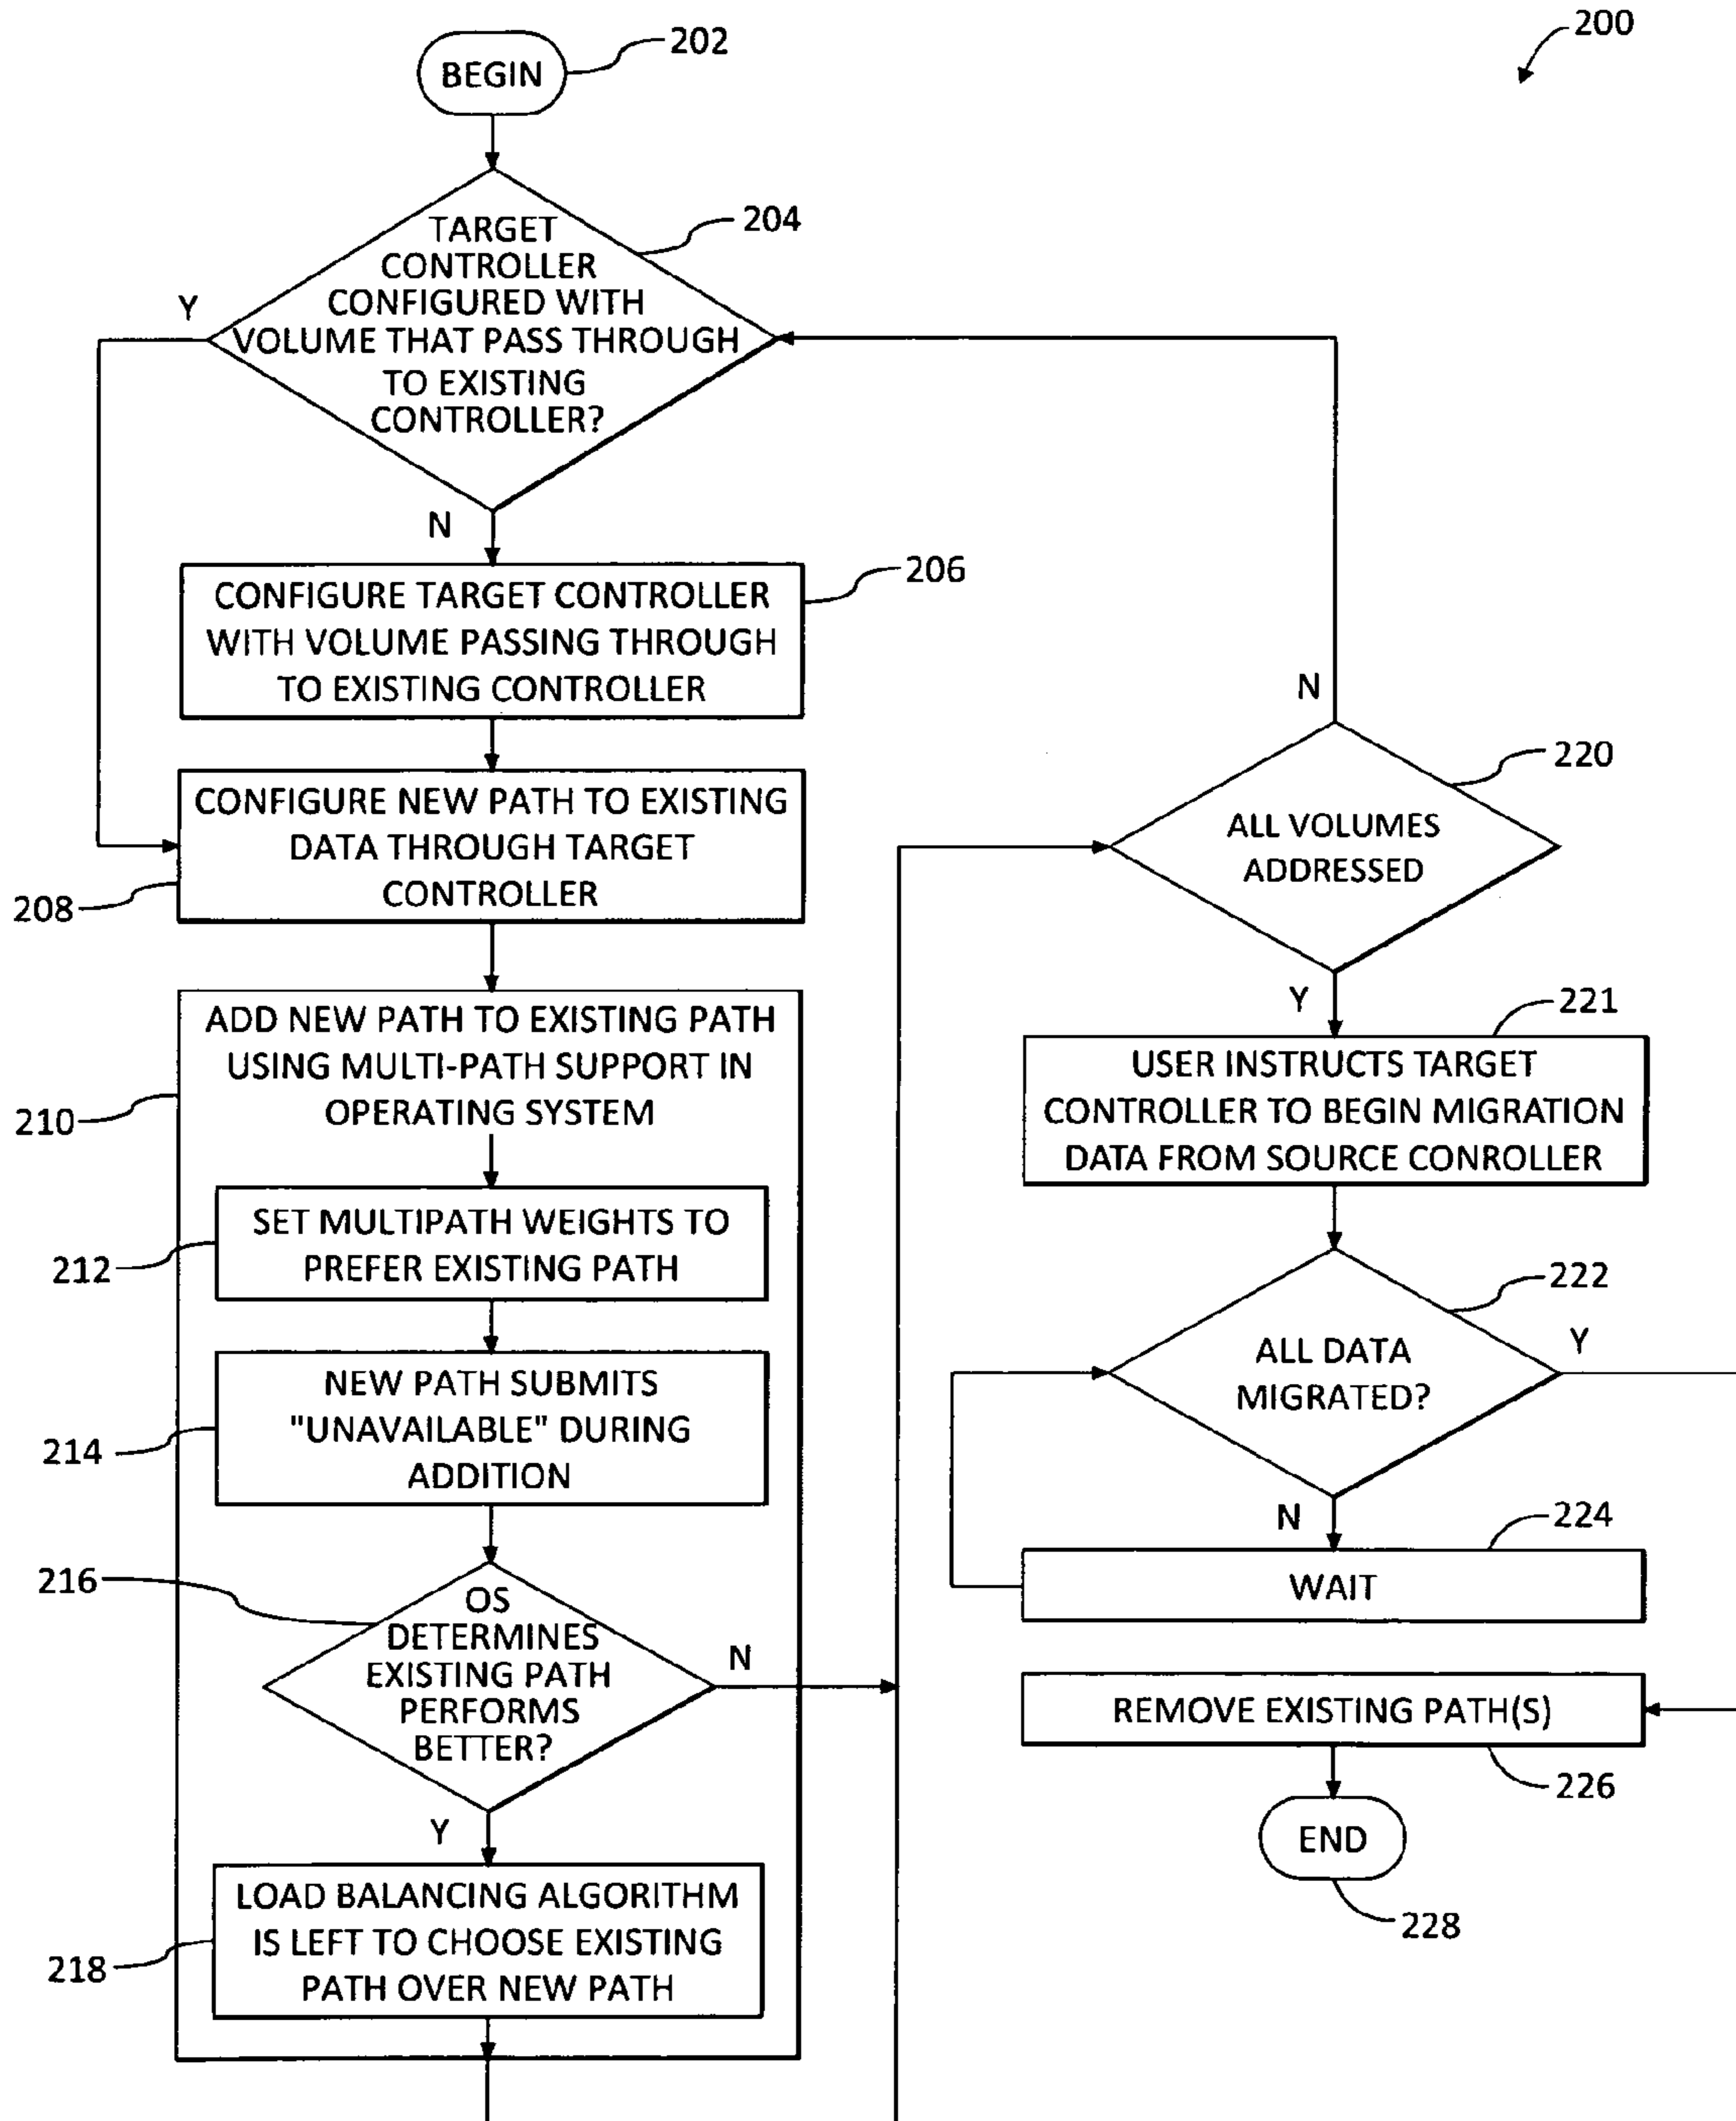 200
BEGIN
202
TARGET
CONTROLLER
CONFIGURED WITH
VOLUME THAT PASS THROUGH
TO EXISTING
CONTROLLER?
204
Y
N
CONFIGURE TARGET CONTROLLER
WITH VOLUME PASSING THROUGH
TO EXISTING CONTROLLER
206
CONFIGURE NEW PATH TO EXISTING
DATA THROUGH TARGET
CONTROLLER
208
ADD NEW PATH TO EXISTING PATH
USING MULTI-PATH SUPPORT IN
OPERATING SYSTEM
210
SET MULTIPATH WEIGHTS TO
PREFER EXISTING PATH
212
NEW PATH SUBMITS
"UNAVAILABLE" DURING
ADDITION
214
216
OS
DETERMINES
EXISTING PATH
PERFORMS
BETTER?
N
Y
LOAD BALANCING ALGORITHM
IS LEFT TO CHOOSE EXISTING
PATH OVER NEW PATH
218
N
220
ALL VOLUMES
ADDRESSED
Y
221
USER INSTRUCTS TARGET
CONTROLLER TO BEGIN MIGRATION
DATA FROM SOURCE CONROLLER
222
ALL DATA
MIGRATED?
Y
N
224
WAIT
REMOVE EXISTING PATH(S)
226
END
228